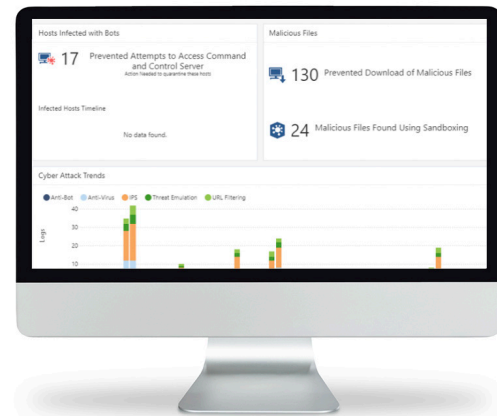 Hosts Infected with Bots
17 Prevented Attempts to Access Command
and Control Server
Action Needed to quarantine these hosts
Infected Hosts Timeline
No data found.
Malicious Files
130 Prevented Download of Malicious Files
24 Malicious Files Found Using Sandboxing
Cyber Attack Trends
Anti-Bot Anti-Virus IPS Threat Emulation URL Filtering
Logs
40
30
20
10